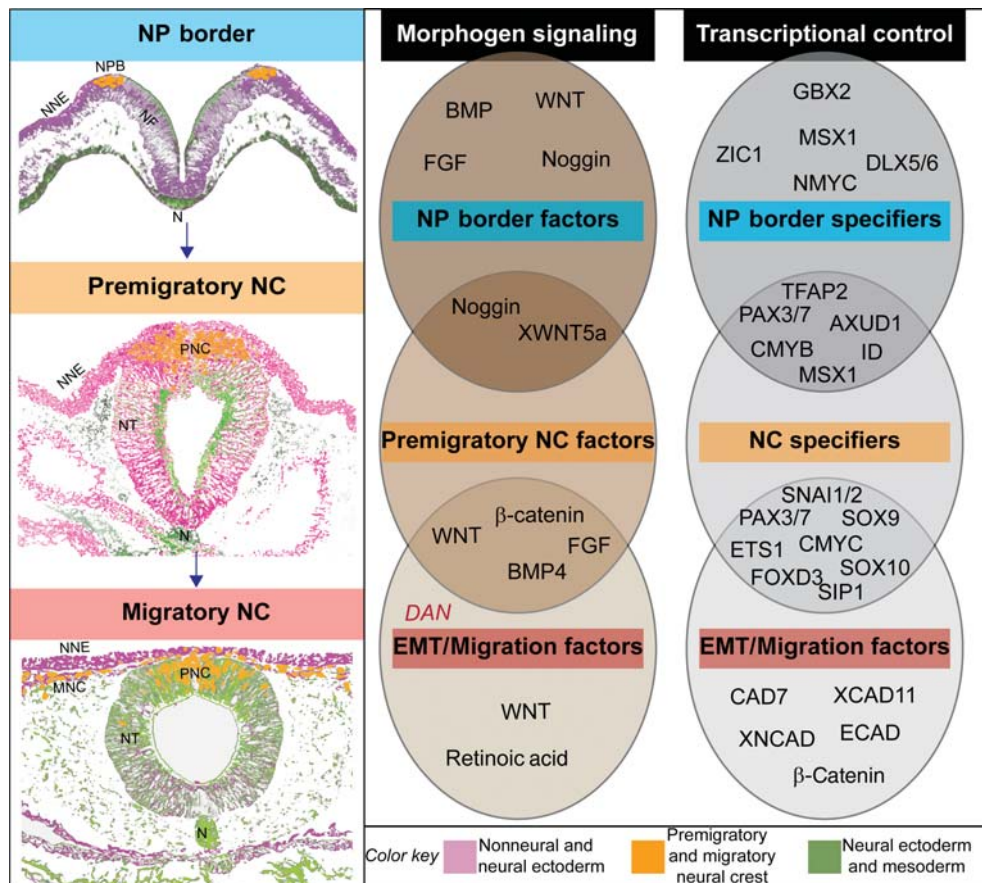 NP border
NPB
NNE
NF
N
Premigratory NC
PNC
NNE
NT
N
Migratory NC
NNE
PNC
MNC
NT
N
Morphogen signaling
BMP
WNT
FGF
Noggin
NP border factors
Noggin
XWNT5a
Premigratory NC factors
β-catenin
WNT
FGF
BMP4
DAN
EMT/Migration factors
WNT
Retinoic acid
Transcriptional control
GBX2
MSX1
ZIC1
DLX5/6
NMYC
NP border specifiers
TFAP2
PAX3/7
AXUD1
CMYB
ID
MSX1
NC specifiers
SNAI1/2
PAX3/7
SOX9
ETS1
CMYC
SOX10
FOXD3
SIP1
EMT/Migration factors
CAD7
XCAD11
XNCAD
ECAD
β-Catenin
Color key
Nonneural and
neural ectoderm
Premigratory
and migratory
neural crest
Neural ectoderm
and mesoderm